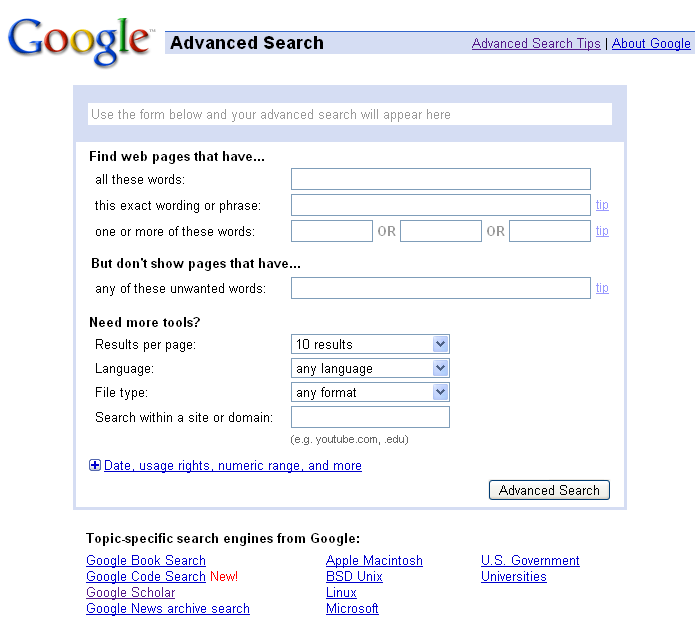 Google™ Advanced Search Advanced Search Tips | About Google
Use the form below and your advanced search will appear here
Find web pages that have...
all these words:
this exact wording or phrase: tip
one or more of these words: OR OR tip
But don't show pages that have...
any of these unwanted words: tip
Need more tools?
Results per page: 10 results
Language: any language
File type: any format
Search within a site or domain:
(e.g. youtube.com, .edu)
Date, usage rights, numeric range, and more
Advanced Search
Topic-specific search engines from Google:
Google Book Search Apple Macintosh U.S. Government
Google Code Search New! BSD Unix Universities
Google Scholar Linux
Google News archive search Microsoft